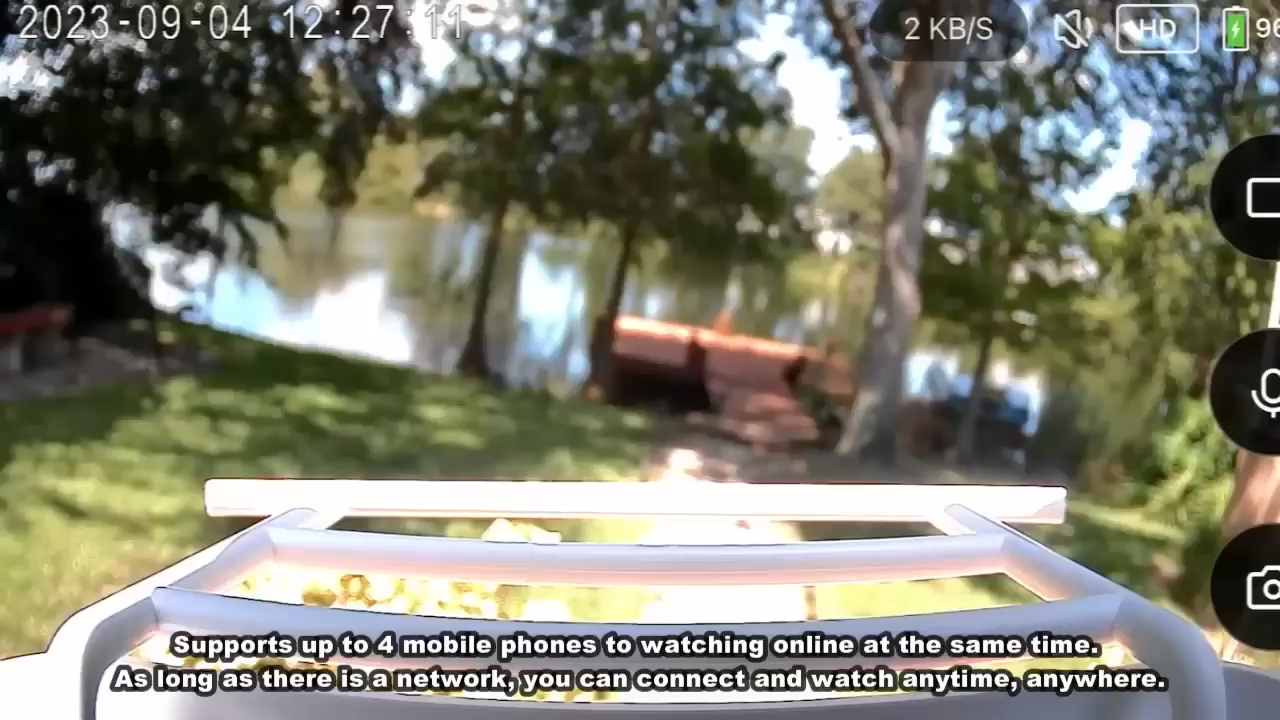 2023-09-04 12:27:11
2 KB/S
HD
96
Supports up to 4 mobile phones to watching online at the same time.
As long as there is a network, you can connect and watch anytime, anywhere.